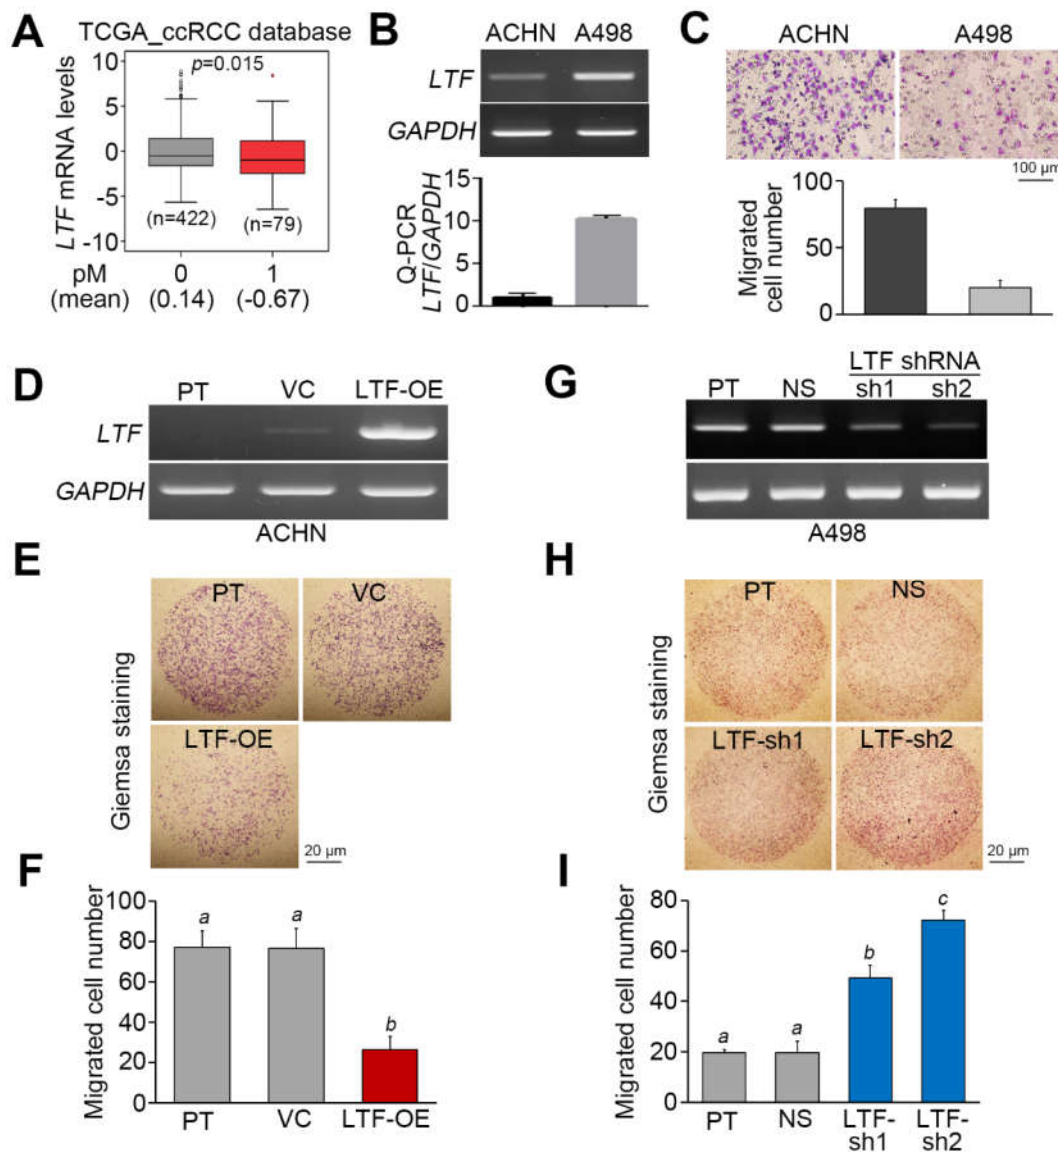 A
TCGA_ccRCC database
LTF mRNA levels
10
5
0
-5
-10
p=0.015
(n=422)
(n=79)
pM
0
1
(mean)
(0.14)
(-0.67)
B
ACHN
A498
LTF
GAPDH
Q-PCR
LTF/GAPDH
15
10
5
0
C
ACHN
A498
100 µm
Migrated
cell number
100
50
0
D
PT
VC
LTF-OE
LTF
GAPDH
ACHN
G
LTF shRNA
PT
NS
sh1
sh2
A498
E
Giemsa staining
PT
VC
LTF-OE
20 µm
H
Giemsa staining
PT
NS
LTF-sh1
LTF-sh2
20 µm
F
Migrated cell number
100
80
60
40
20
0
a
a
b
PT
VC
LTF-OE
I
Migrated cell number
80
60
40
20
0
a
a
b
c
PT
NS
LTF-
sh1
LTF-
sh2